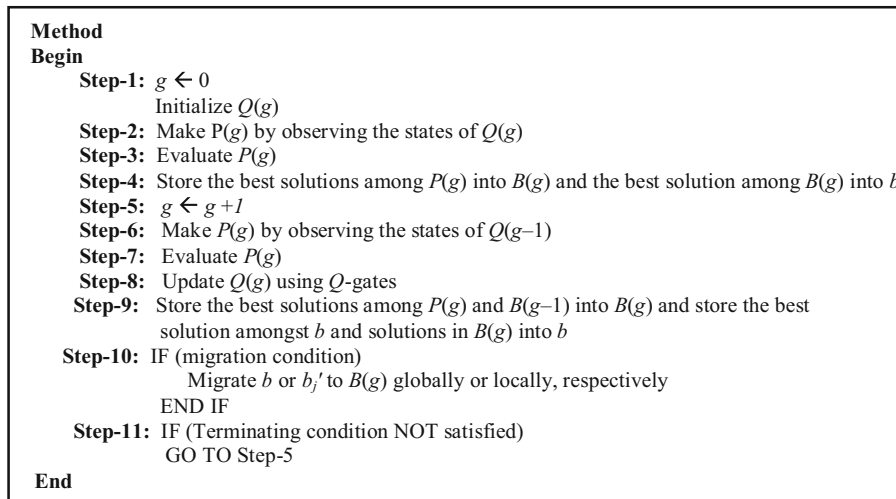 Method
Begin
Step-1: g ← 0
Initialize Q(g)
Step-2: Make P(g) by observing the states of Q(g)
Step-3: Evaluate P(g)
Step-4: Store the best solutions among P(g) into B(g) and the best solution among B(g) into b
Step-5: g ← g +1
Step-6: Make P(g) by observing the states of Q(g–1)
Step-7: Evaluate P(g)
Step-8: Update Q(g) using Q-gates
Step-9: Store the best solutions among P(g) and B(g–1) into B(g) and store the best
solution amongst b and solutions in B(g) into b
Step-10: IF (migration condition)
Migrate b or bj′ to B(g) globally or locally, respectively
END IF
Step-11: IF (Terminating condition NOT satisfied)
GO TO Step-5
End